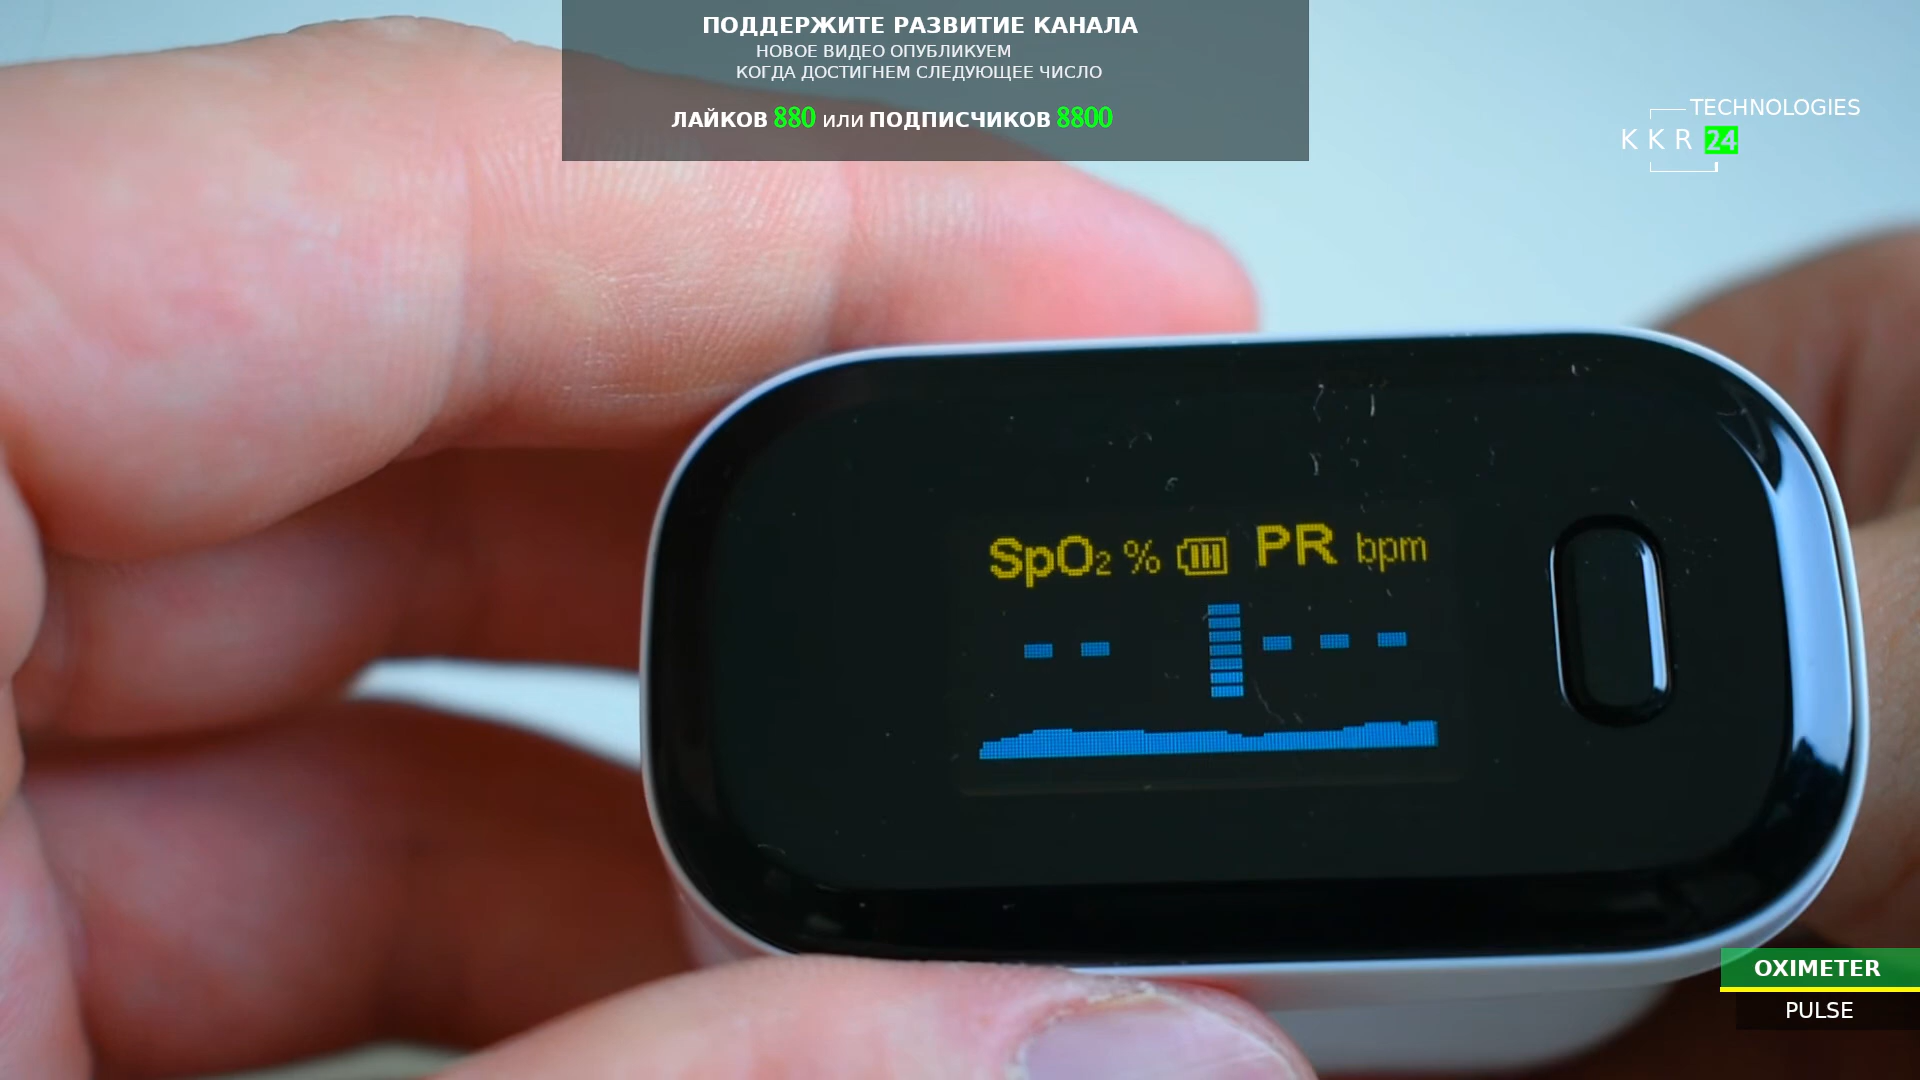 ПОДДЕРЖИТЕ РАЗВИТИЕ КАНАЛА
НОВОЕ ВИДЕО ОПУБЛИКУЕМ
КОГДА ДОСТИГНЕМ СЛЕДУЮЩЕЕ ЧИСЛО
ЛАЙКОВ 880 или ПОДПИСЧИКОВ 8800
TECHNOLOGIES
KKR 24
SpO₂ % PR bpm
-- ---
OXIMETER
PULSE